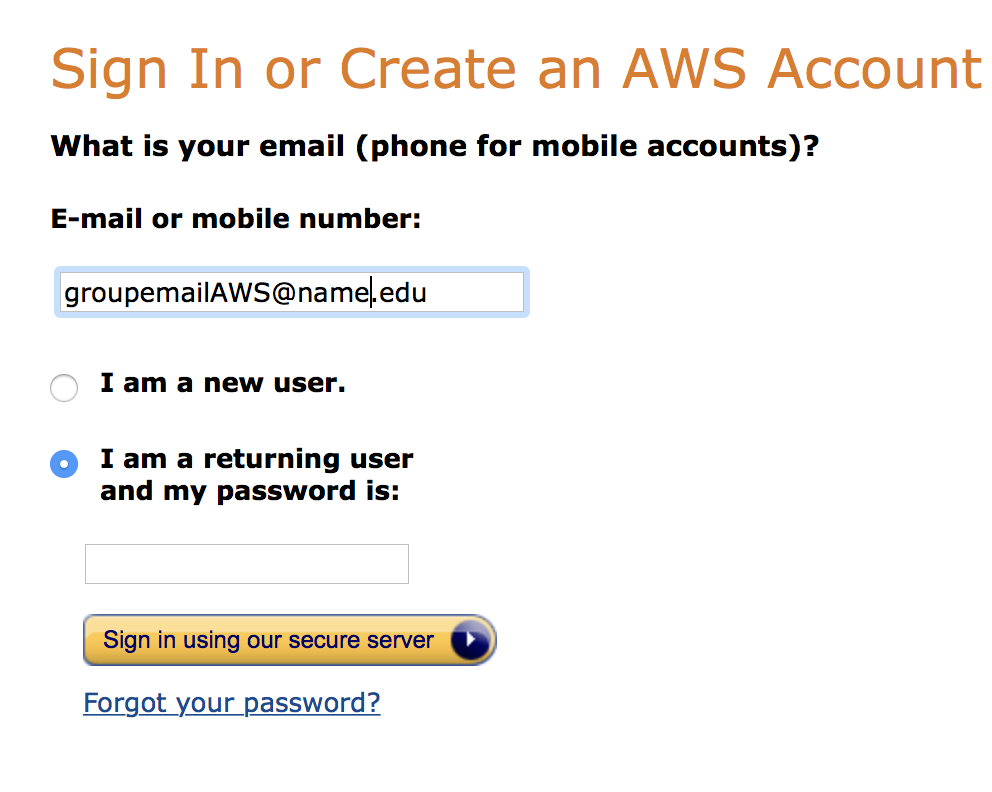 Sign In or Create an AWS Account
What is your email (phone for mobile accounts)?
E-mail or mobile number:
groupemailAWS@name.edu
I am a new user.
I am a returning user
and my password is:
Sign in using our secure server
Forgot your password?